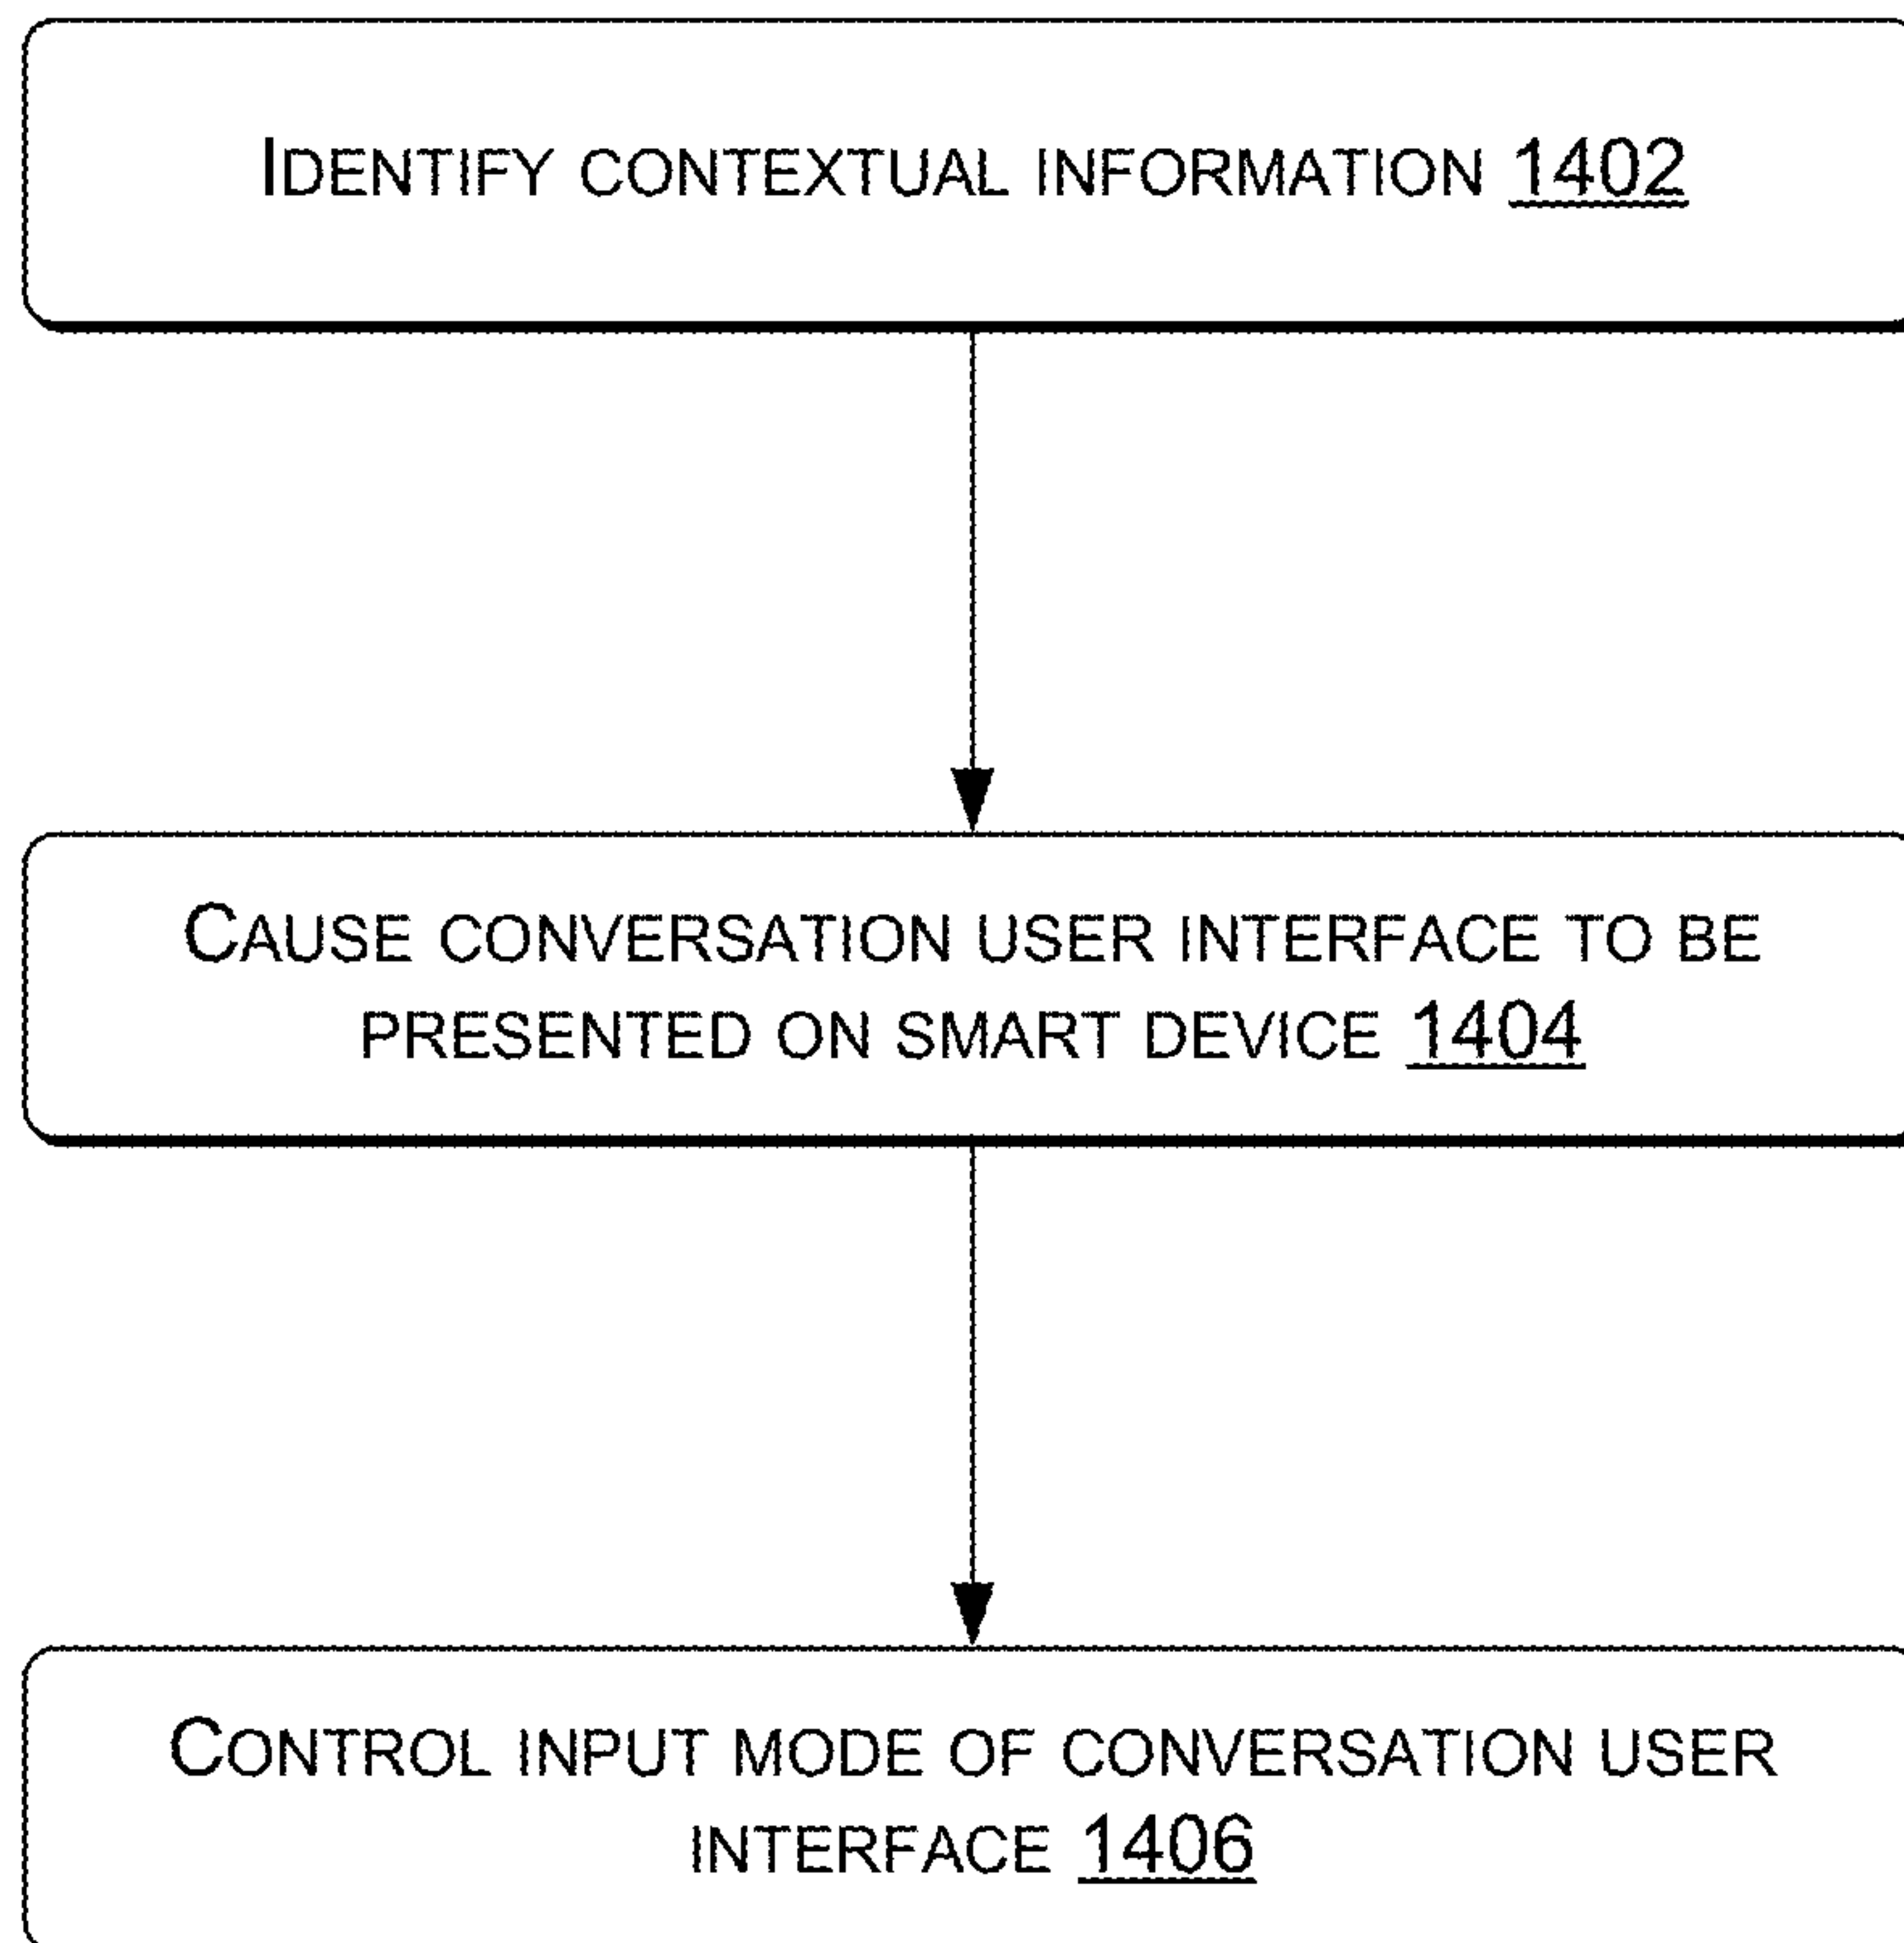 IDENTIFY CONTEXTUAL INFORMATION 1402
CAUSE CONVERSATION USER INTERFACE TO BE
PRESENTED ON SMART DEVICE 1404
CONTROL INPUT MODE OF CONVERSATION USER
INTERFACE 1406